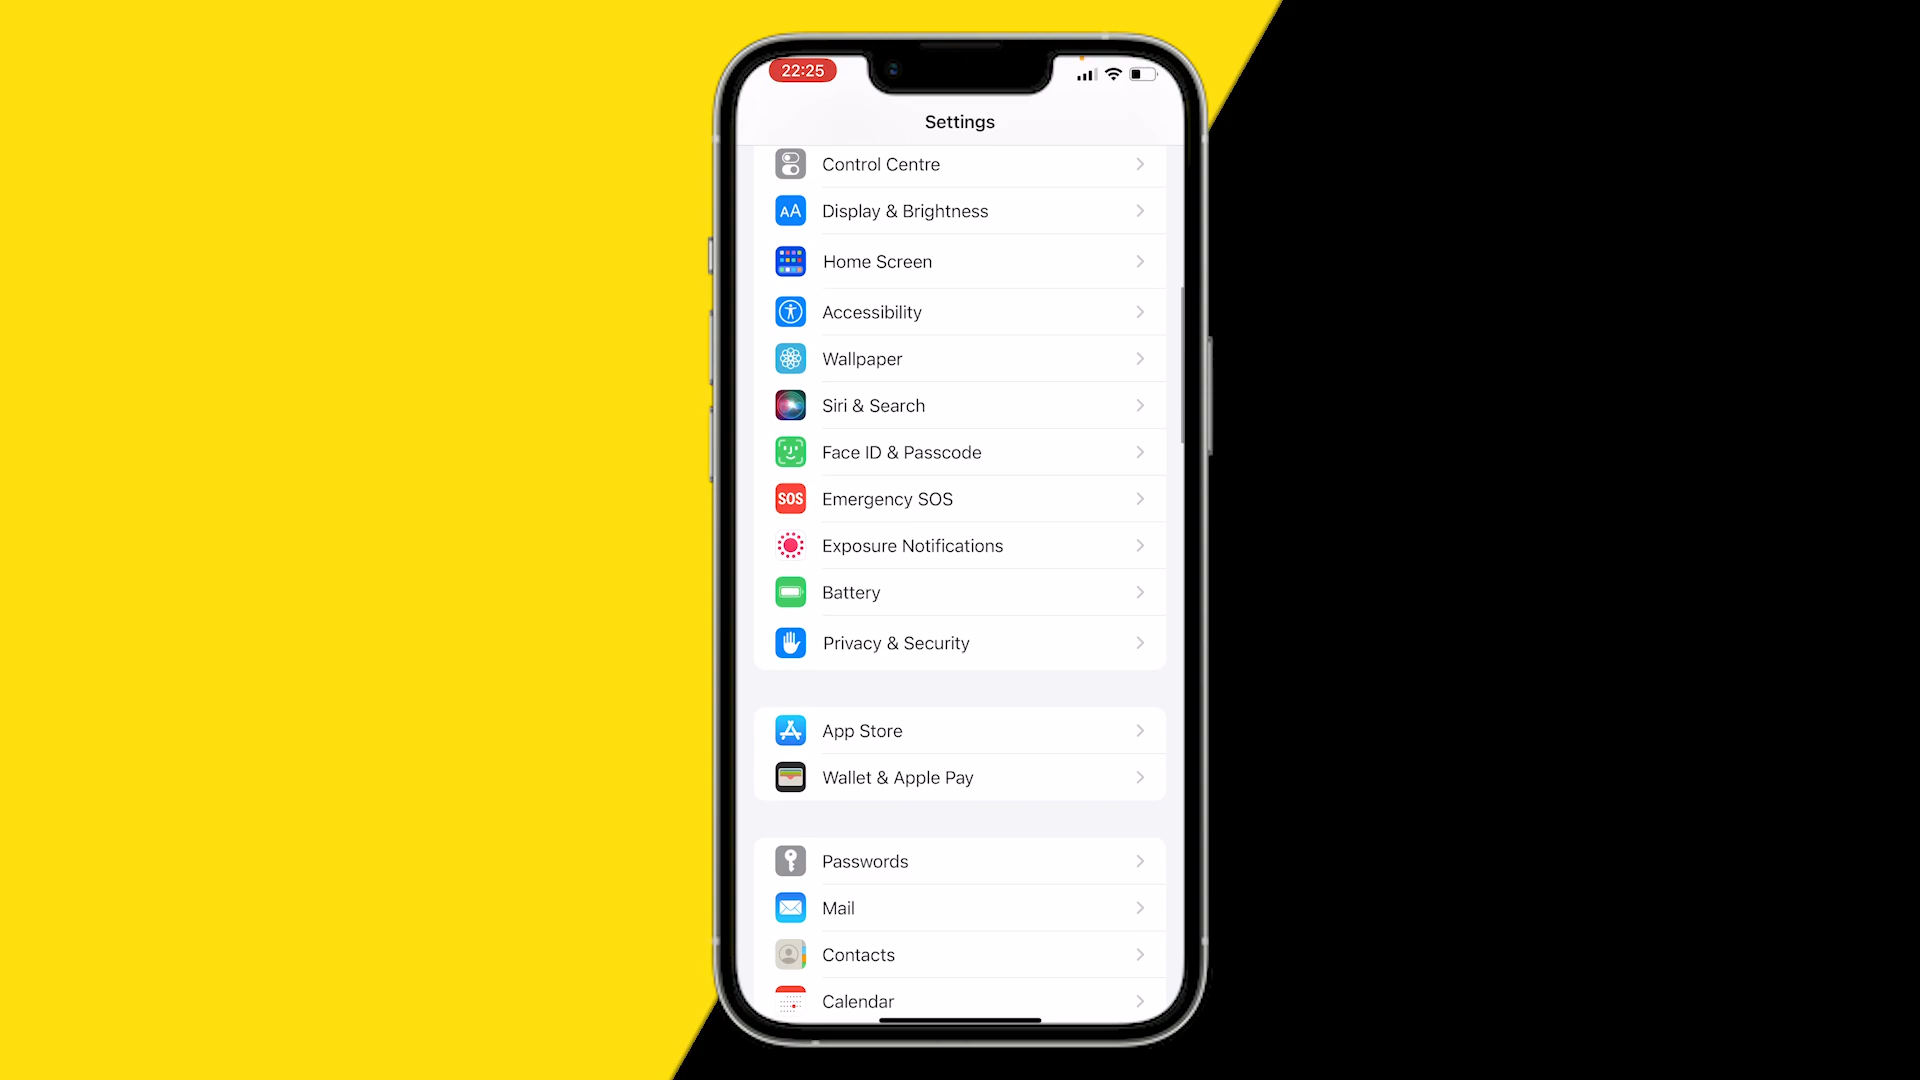 22:25
Settings
Control Centre
AA Display & Brightness
Home Screen
Accessibility
Wallpaper
Siri & Search
Face ID & Passcode
SOS Emergency SOS
Exposure Notifications
Battery
Privacy & Security
App Store
Wallet & Apple Pay
Passwords
Mail
Contacts
Calendar